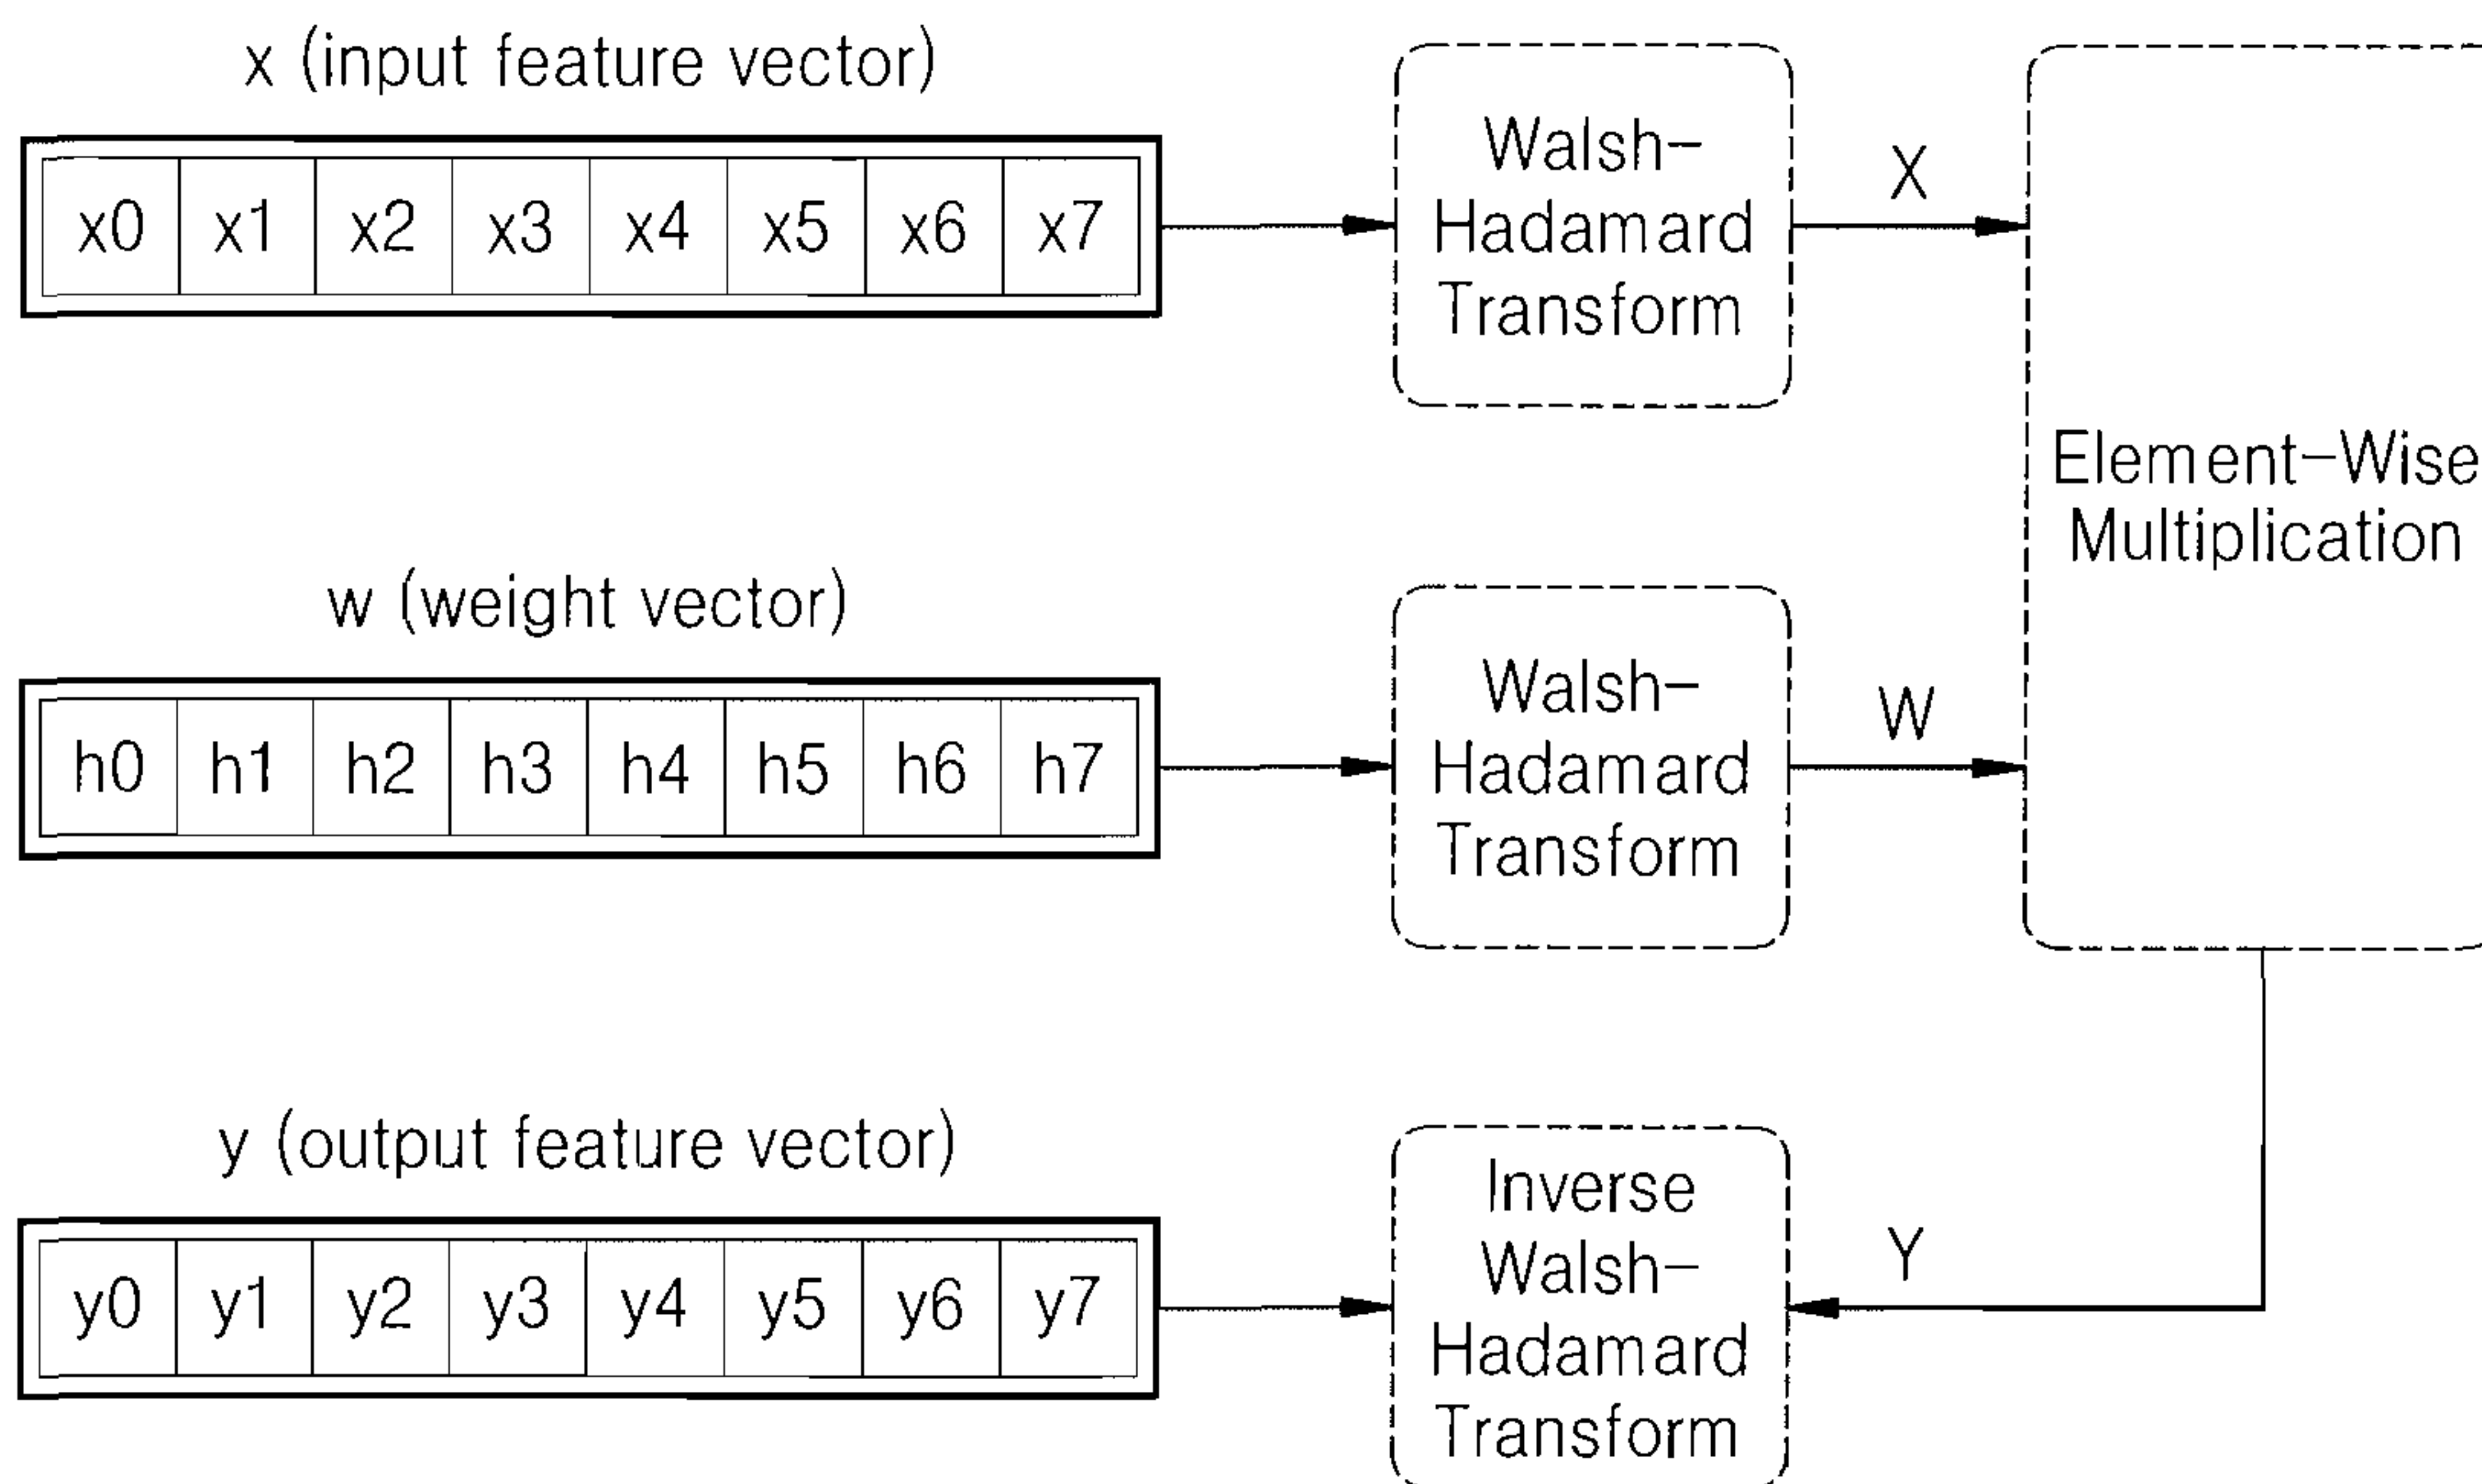 x (input feature vector)
x0 x1 x2 x3 x4 x5 x6 x7
Walsh-
Hadamard
Transform
X
Element-Wise
Multiplication
w (weight vector)
h0 h1 h2 h3 h4 h5 h6 h7
Walsh-
Hadamard
Transform
W
y (output feature vector)
y0 y1 y2 y3 y4 y5 y6 y7
Inverse
Walsh-
Hadamard
Transform
Y